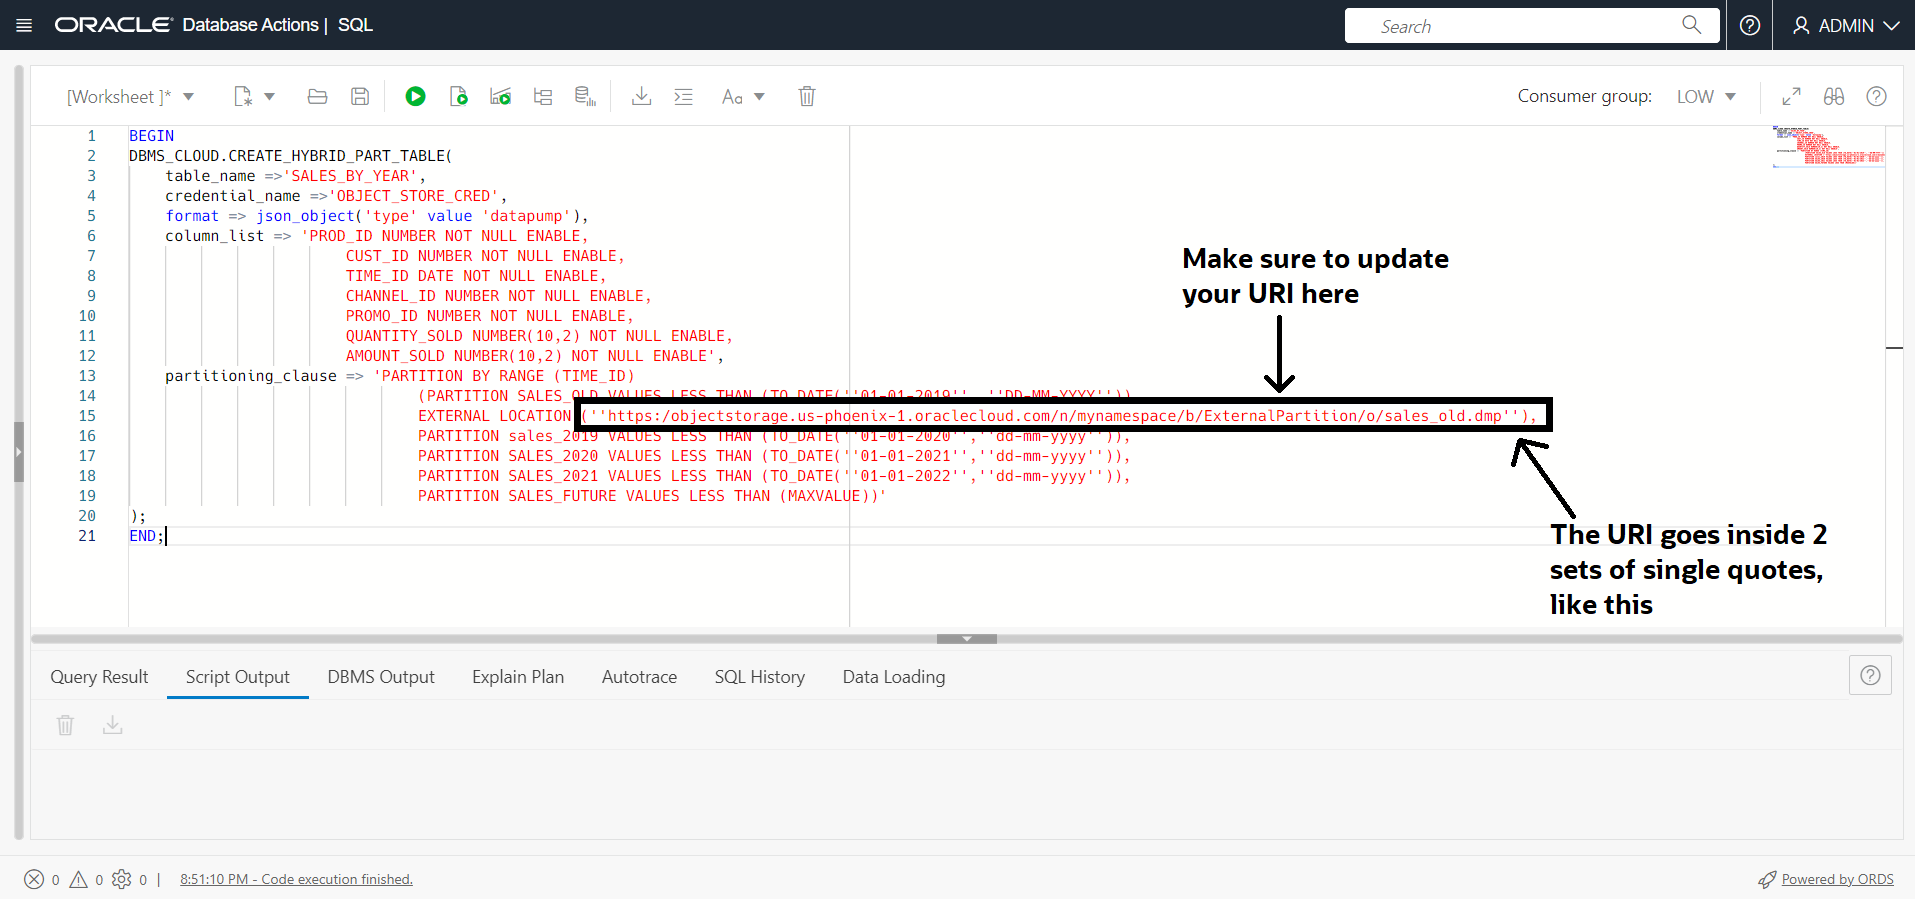 ORACLE Database Actions | SQL
Search
ADMIN
[Worksheet ]*
Aa
Consumer group: LOW
1 BEGIN
2 DBMS_CLOUD.CREATE_HYBRID_PART_TABLE(
3 table_name =>'SALES_BY_YEAR',
4 credential_name =>'OBJECT_STORE_CRED',
5 format => json_object('type' value 'datapump'),
6 column_list => 'PROD_ID NUMBER NOT NULL ENABLE,
7 CUST_ID NUMBER NOT NULL ENABLE,
8 TIME_ID DATE NOT NULL ENABLE,
9 CHANNEL_ID NUMBER NOT NULL ENABLE,
10 PROMO_ID NUMBER NOT NULL ENABLE,
11 QUANTITY_SOLD NUMBER(10,2) NOT NULL ENABLE,
12 AMOUNT_SOLD NUMBER(10,2) NOT NULL ENABLE',
13 partitioning_clause => 'PARTITION BY RANGE (TIME_ID)
14 (PARTITION SALES_OLD VALUES LESS THAN (TO_DATE(''01-01-2019'', ''DD-MM-YYYY''))
15 EXTERNAL LOCATION (''https:/objectstorage.us-phoenix-1.oraclecloud.com/n/mynamespace/b/ExternalPartition/o/sales_old.dmp''),
16 PARTITION sales_2019 VALUES LESS THAN (TO_DATE(''01-01-2020'',''dd-mm-yyyy'')),
17 PARTITION SALES_2020 VALUES LESS THAN (TO_DATE(''01-01-2021'',''dd-mm-yyyy'')),
18 PARTITION SALES_2021 VALUES LESS THAN (TO_DATE(''01-01-2022'',''dd-mm-yyyy'')),
19 PARTITION SALES_FUTURE VALUES LESS THAN (MAXVALUE))'
20 );
21 END;
Make sure to update
your URI here
The URI goes inside 2
sets of single quotes,
like this
Query Result Script Output DBMS Output Explain Plan Autotrace SQL History Data Loading
0 0 0 | 8:51:10 PM - Code execution finished.
Powered by ORDS